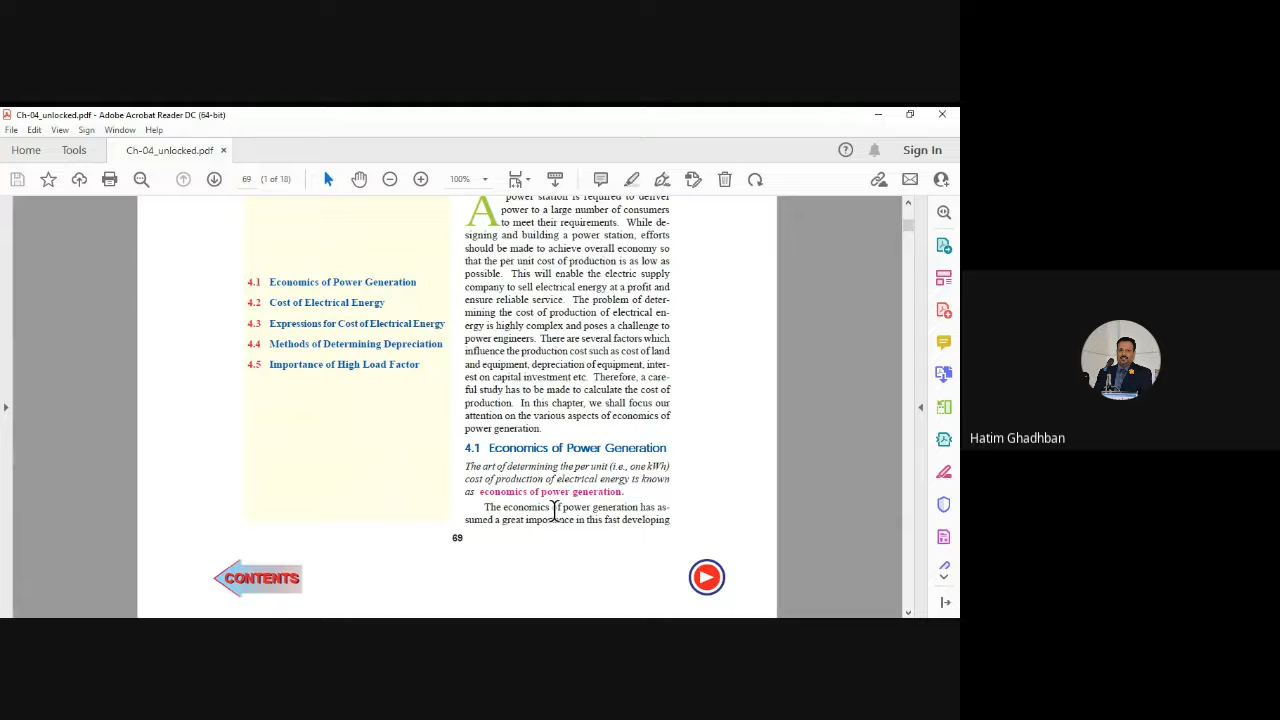 Ch-04_unlocked.pdf - Adobe Acrobat Reader DC (64-bit)
File Edit View Sign Window Help
Home Tools Ch-04_unlocked.pdf × Sign In
69 (1 of 18) 100%
4.1 Economics of Power Generation
4.2 Cost of Electrical Energy
4.3 Expressions for Cost of Electrical Energy
4.4 Methods of Determining Depreciation
4.5 Importance of High Load Factor
A power station is required to deliver
power to a large number of consumers
to meet their requirements. While de-
signing and building a power station, efforts
should be made to achieve overall economy so
that the per unit cost of production is as low as
possible. This will enable the electric supply
company to sell electrical energy at a profit and
ensure reliable service. The problem of deter-
mining the cost of production of electrical en-
ergy is highly complex and poses a challenge to
power engineers. There are several factors which
influence the production cost such as cost of land
and equipment, depreciation of equipment, inter-
est on capital investment etc. Therefore, a care-
ful study has to be made to calculate the cost of
production. In this chapter, we shall focus our
attention on the various aspects of economics of
power generation.
4.1 Economics of Power Generation
The art of determining the per unit (i.e., one kWh)
cost of production of electrical energy is known
as economics of power generation.
The economics of power generation has as-
sumed a great importance in this fast developing
69
CONTENTS
Hatim Ghadhban